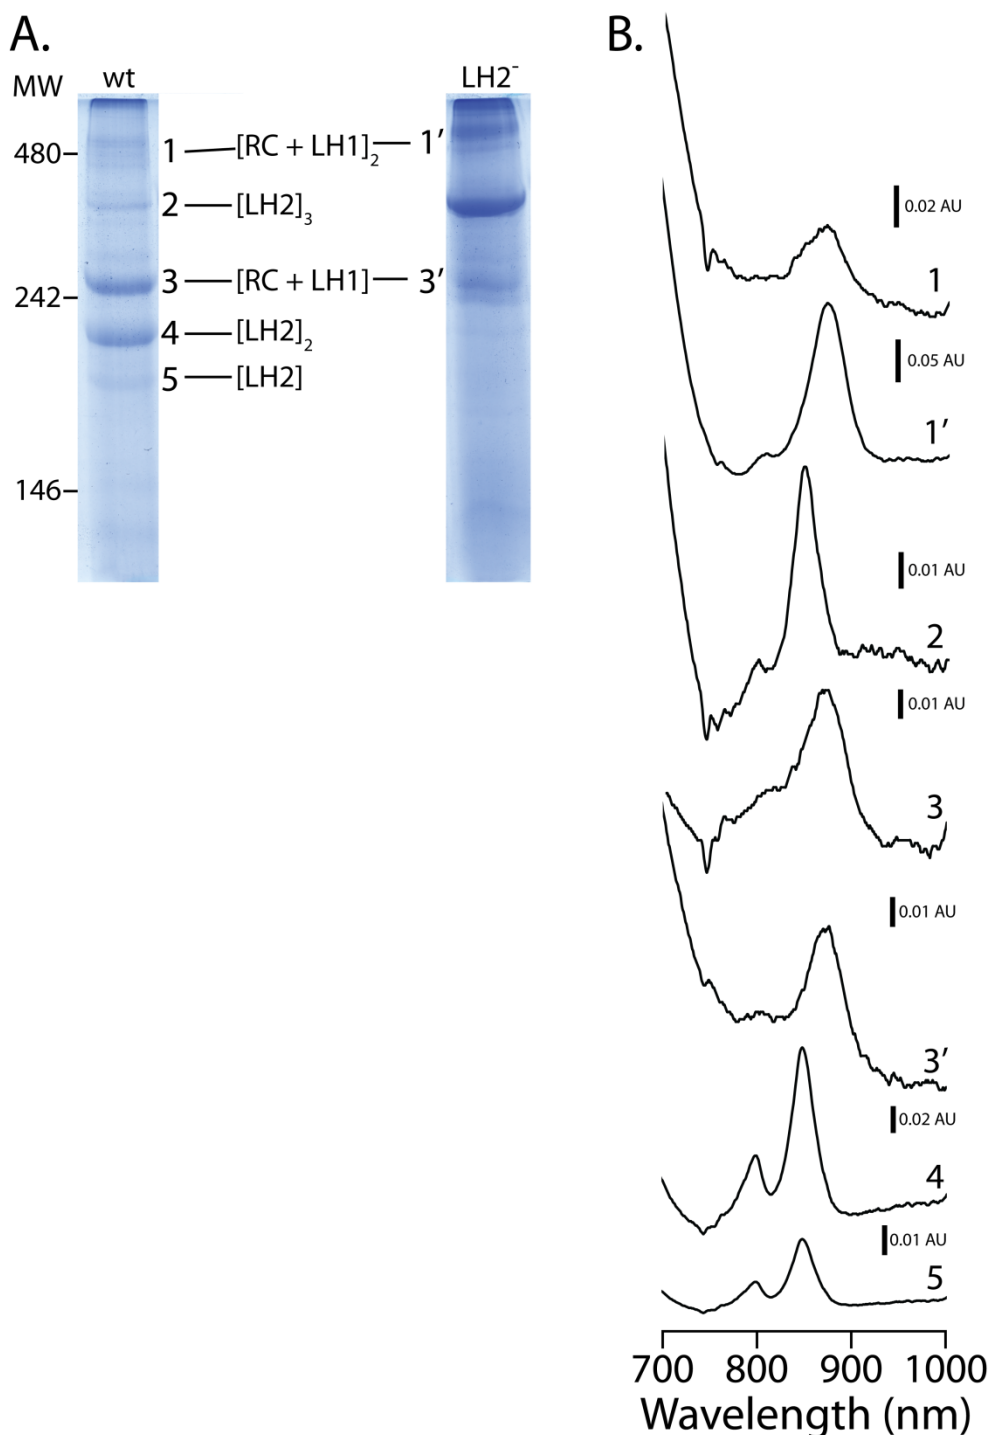 A.
MW
wt
LH2⁻
480
1
[RC + LH1]₂
1′
2
[LH2]₃
3
[RC + LH1]
3′
242
4
[LH2]₂
5
[LH2]
146
B.
0.02 AU
1
0.05 AU
1′
0.01 AU
2
0.01 AU
3
0.01 AU
3′
0.02 AU
4
0.01 AU
5
700 800 900 1000
Wavelength (nm)